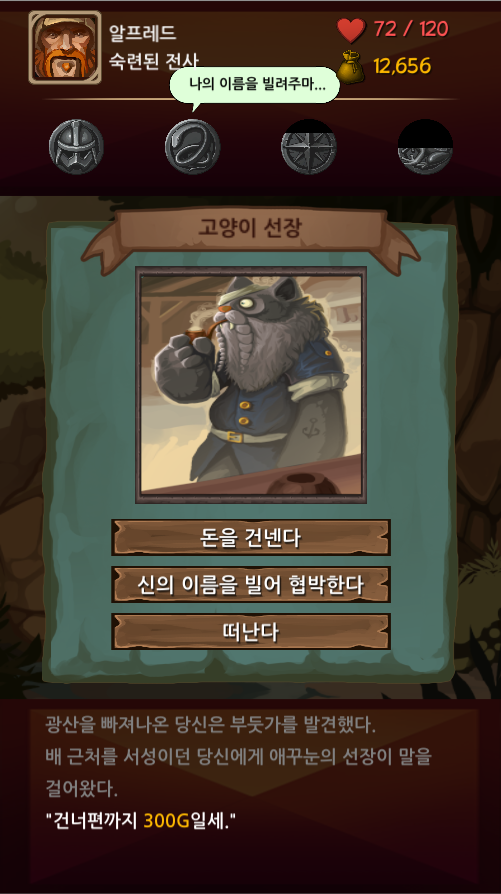 알프레드
72 / 120
숙련된 전사
12,656
나의 이름을 빌려주마...
고양이 선장
돈을 건넨다
신의 이름을 빌어 협박한다
떠난다
광산을 빠져나온 당신은 부둣가를 발견했다.
배 근처를 서성이던 당신에게 애꾸눈의 선장이 말을
걸어왔다.
"건너편까지 300G일세."